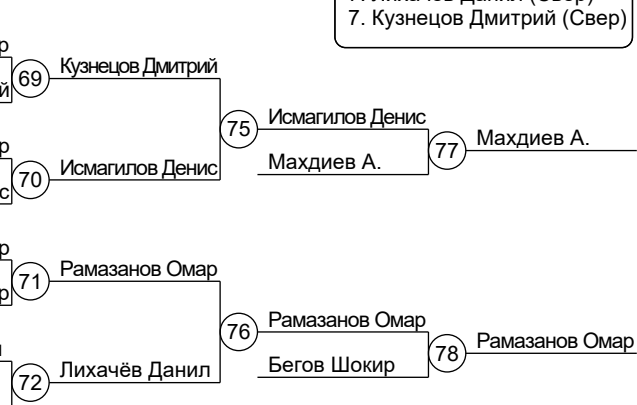 7. Кузнецов Дмитрий (Свер)
69
Кузнецов Дмитрий
75
Исмагилов Денис
Махдиев А.
77
Махдиев А.
70
Исмагилов Денис
71
Рамазанов Омар
76
Рамазанов Омар
Бегов Шокир
78
Рамазанов Омар
72
Лихачёв Данил